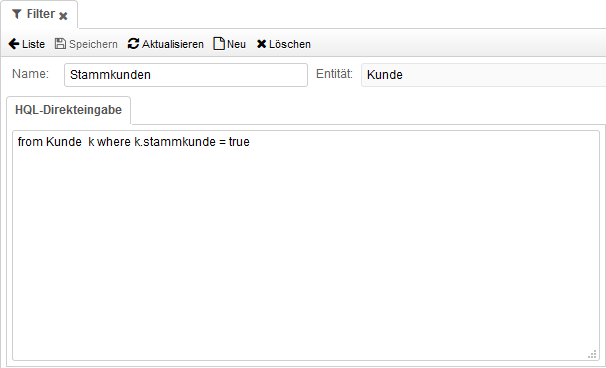 Filter
Liste Speichern Aktualisieren Neu Löschen
Name: Stammkunden Entität: Kunde
HQL-Direkteingabe
from Kunde  k where k.stammkunde = true